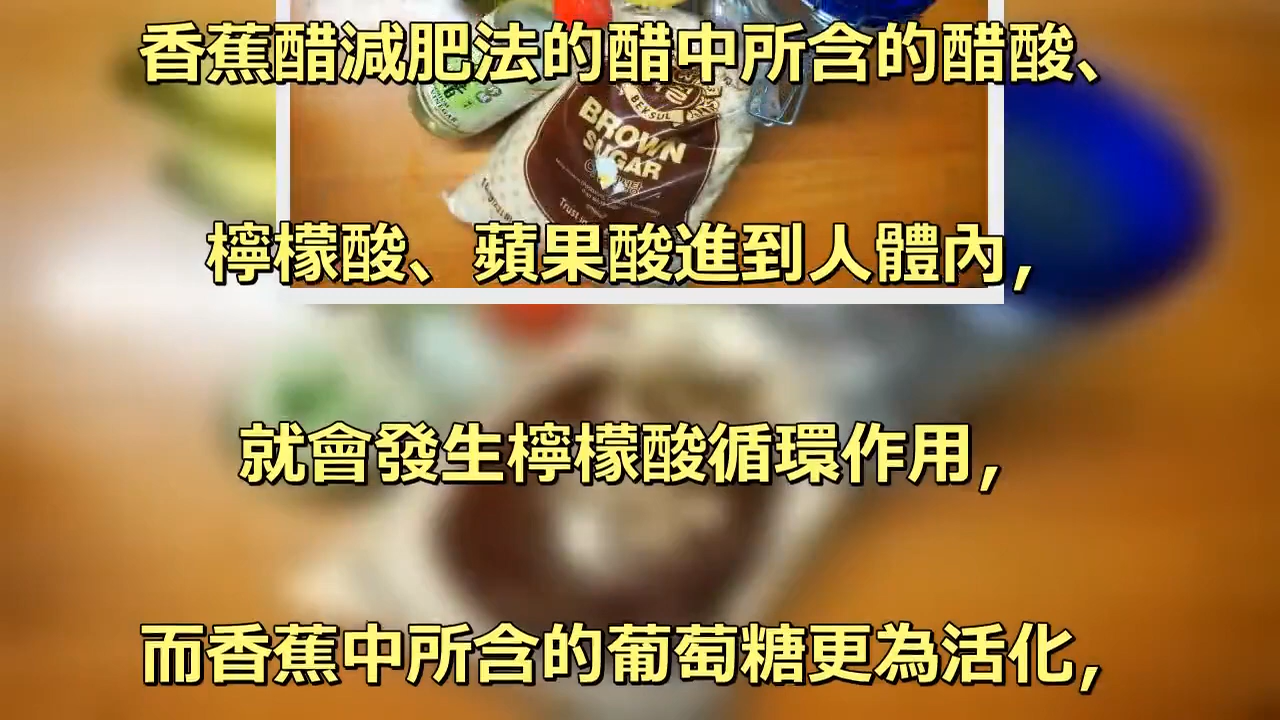 香蕉醋減肥法的醋中所含的醋酸、
BEKSUL
BROWN
SUGAR
檸檬酸、蘋果酸進到人體內，
就會發生檸檬酸循環作用，
而香蕉中所含的葡萄糖更為活化，